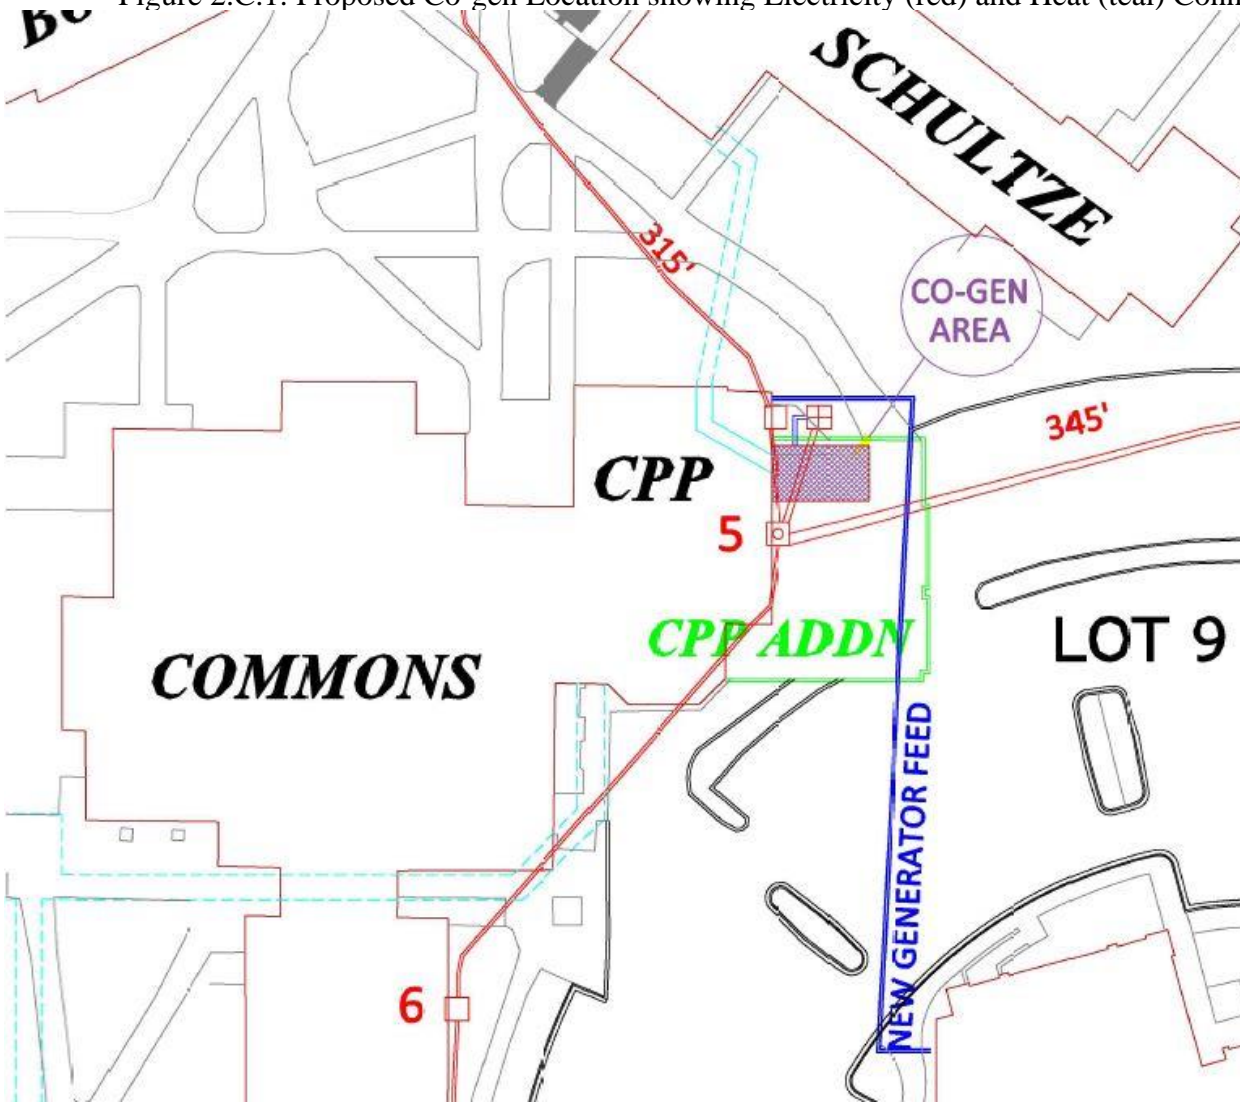 Figure 2.C.1: Proposed Co-gen Location showing Electricity (red) and Heat (teal)
SCHULTZE
315'
CO-GEN
AREA
345'
CPP
5
CPP ADDN
LOT 9
COMMONS
NEW GENERATOR FEED
6